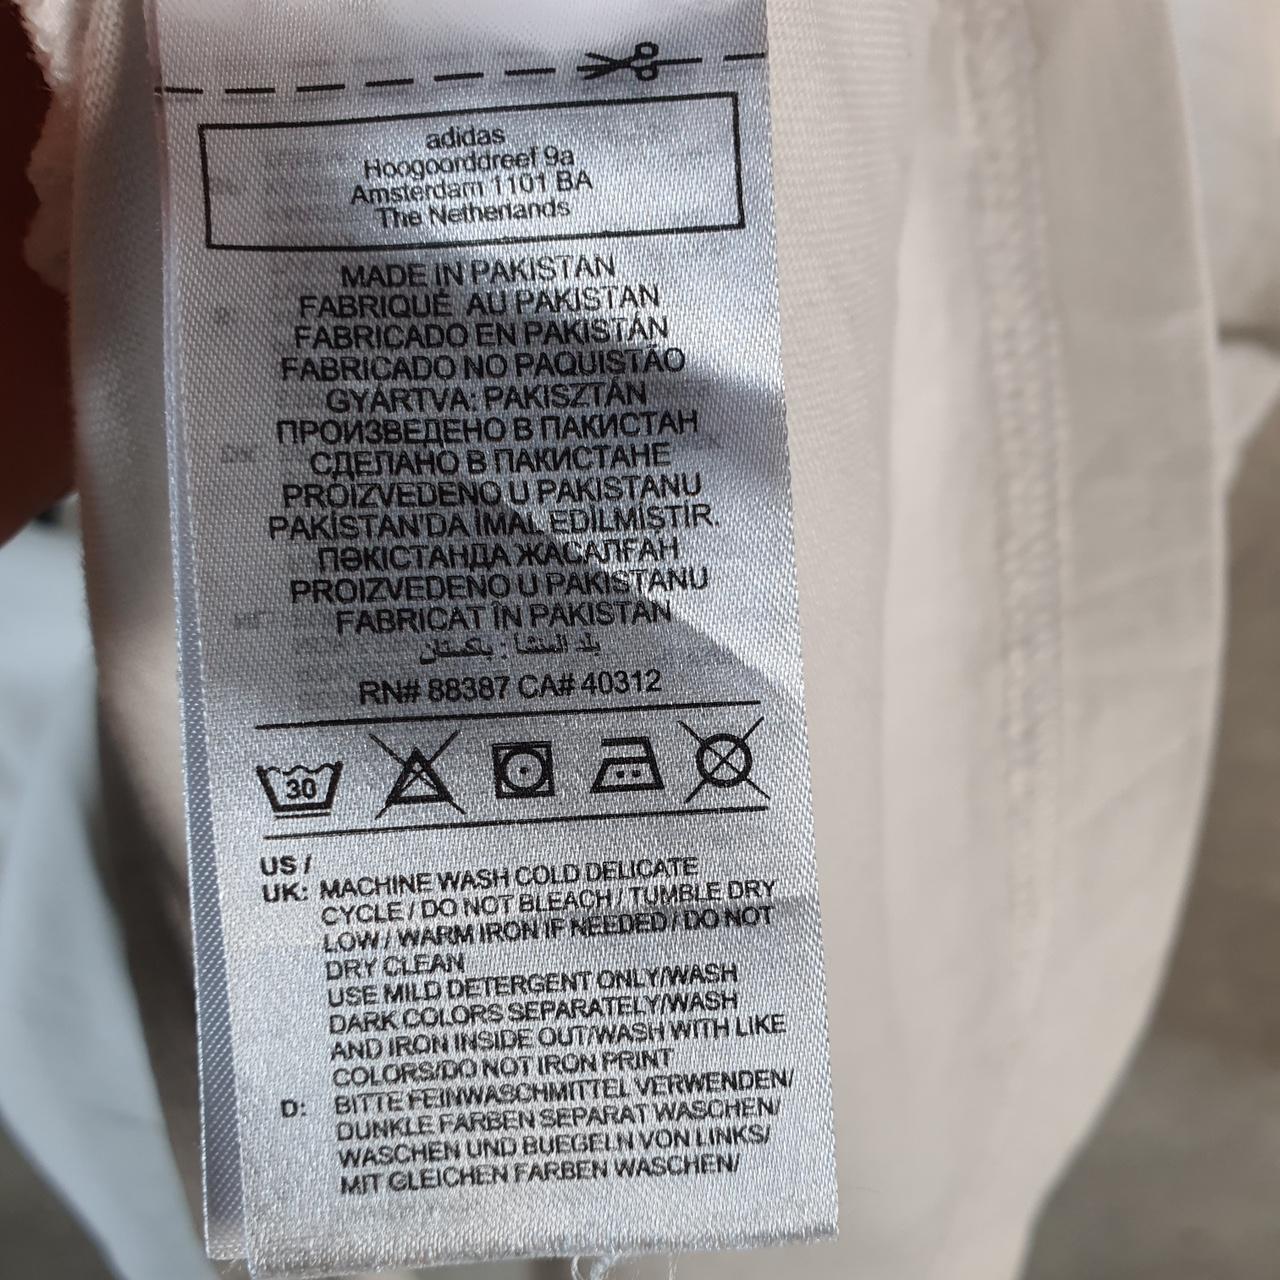 adidas
Hoogoorddreef 9a
Amsterdam 1101 BA
The Netherlands
MADE IN PAKISTAN
FABRIQUÉ AU PAKISTAN
FABRICADO EN PAKISTÁN
FABRICADO NO PAQUISTÃO
GYÁRTVA: PAKISZTÁN
ПРОИЗВЕДЕНО В ПАКИСТАН
СДЕЛАНО В ПАКИСТАНЕ
PROIZVEDENO U PAKISTANU
PAKİSTAN'DA İMAL EDİLMİŞTİR.
ПӘКІСТАНДА ЖАСАЛҒАН
PROIZVEDENO U PAKISTANU
FABRICAT ÎN PAKISTAN
بلد المنشأ : باكستان
RN# 88387 CA# 40312
30
US /
UK: MACHINE WASH COLD DELICATE
CYCLE / DO NOT BLEACH / TUMBLE DRY
LOW / WARM IRON IF NEEDED / DO NOT
DRY CLEAN
USE MILD DETERGENT ONLY/WASH
DARK COLORS SEPARATELY/WASH
AND IRON INSIDE OUT/WASH WITH LIKE
COLORS/DO NOT IRON PRINT
D: BITTE FEINWASCHMITTEL VERWENDEN/
DUNKLE FARBEN SEPARAT WASCHEN/
WASCHEN UND BUEGELN VON LINKS/
MIT GLEICHEN FARBEN WASCHEN/